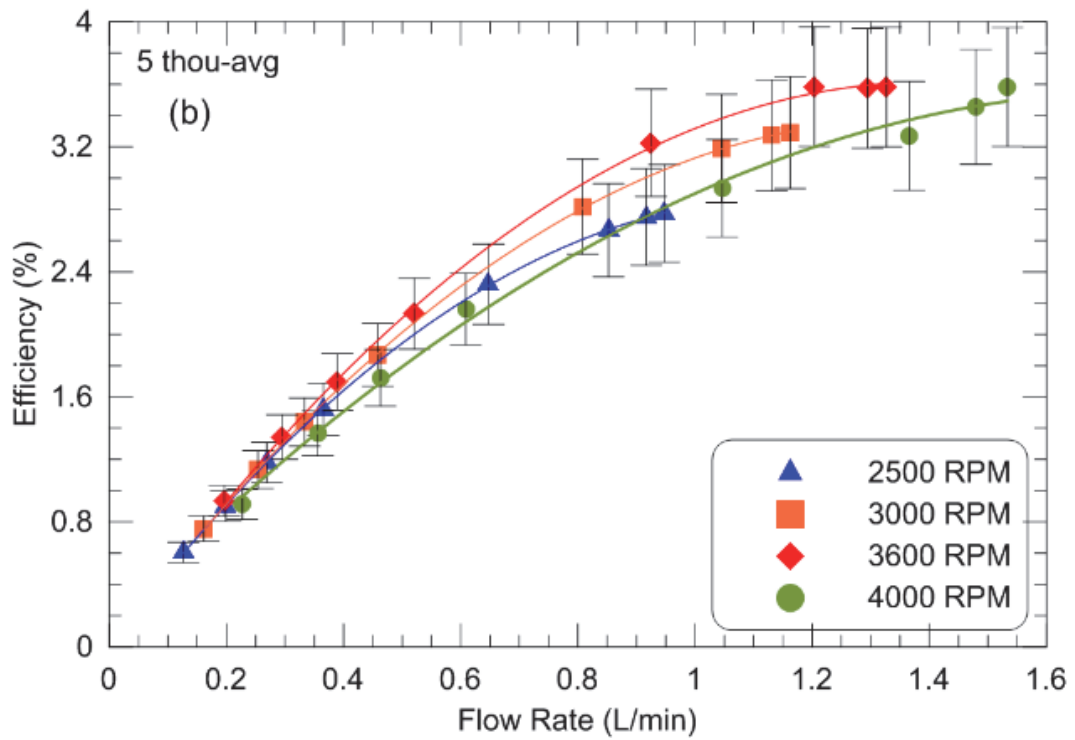 5 thou-avg
(b)
Efficiency (%)
4
3.2
2.4
1.6
0.8
0
0 0.2 0.4 0.6 0.8 1 1.2 1.4 1.6
Flow Rate (L/min)
2500 RPM
3000 RPM
3600 RPM
4000 RPM